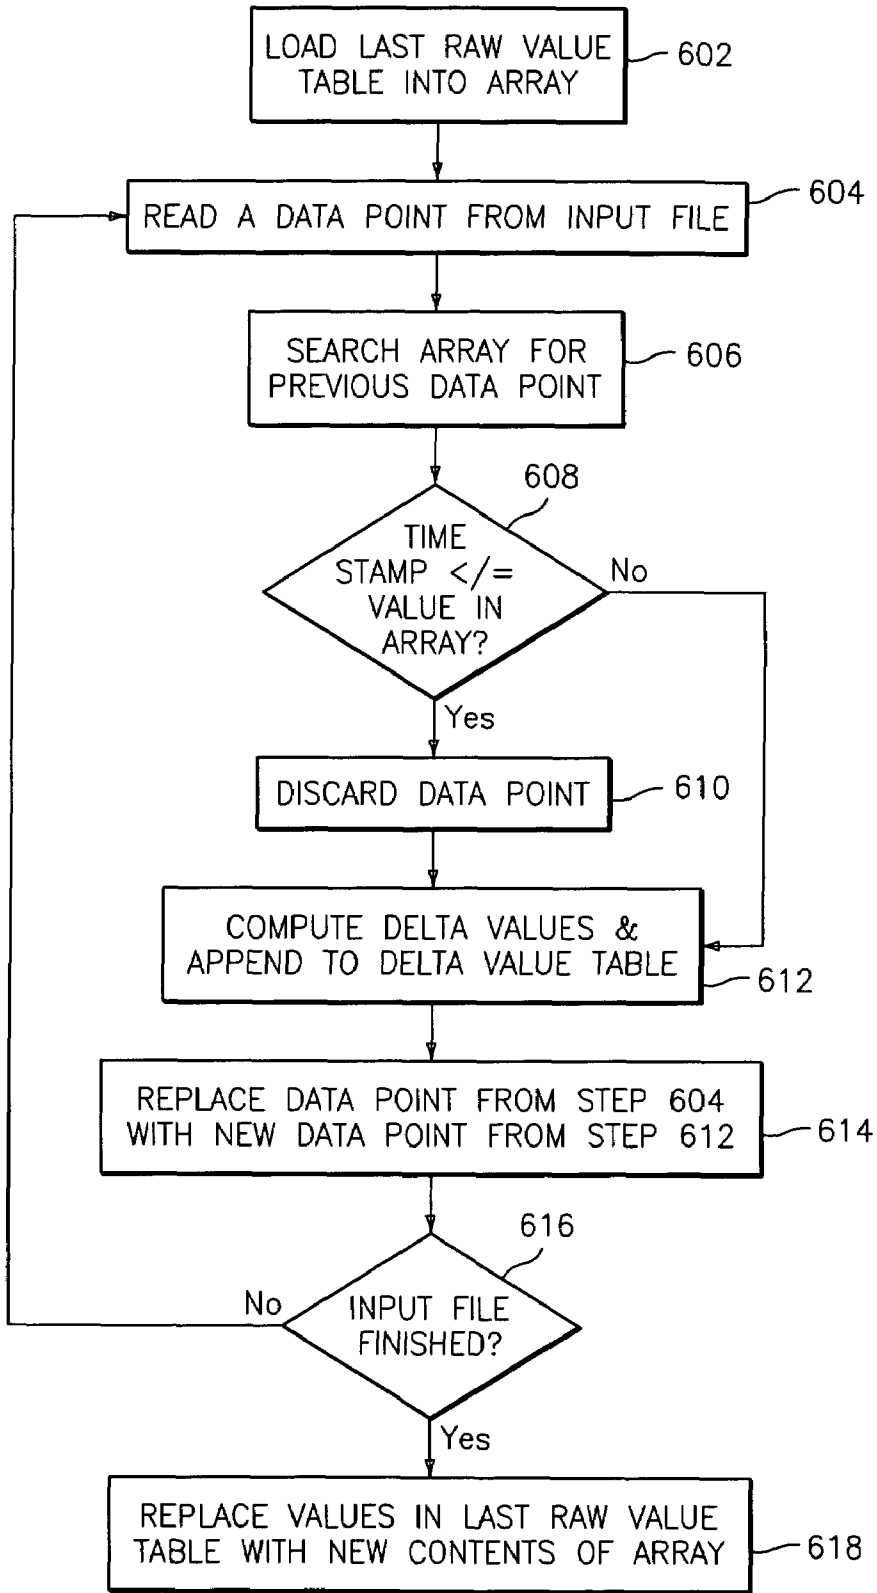 LOAD LAST RAW VALUE
TABLE INTO ARRAY
602
READ A DATA POINT FROM INPUT FILE
604
SEARCH ARRAY FOR
PREVIOUS DATA POINT
606
608
TIME
STAMP </=
VALUE IN
ARRAY?
No
Yes
DISCARD DATA POINT
610
COMPUTE DELTA VALUES &
APPEND TO DELTA VALUE TABLE
612
REPLACE DATA POINT FROM STEP 604
WITH NEW DATA POINT FROM STEP 612
614
616
INPUT FILE
FINISHED?
No
Yes
REPLACE VALUES IN LAST RAW VALUE
TABLE WITH NEW CONTENTS OF ARRAY
618